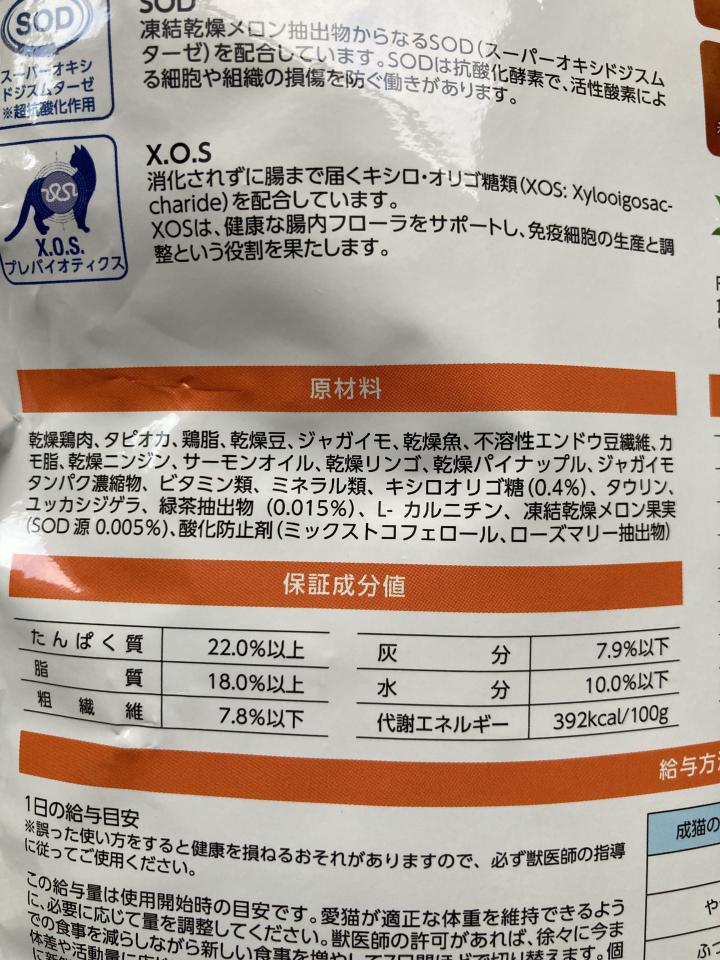 SOD
スーパーオキシ
ドジスムターゼ
※超抗酸化作用
SOD
凍結乾燥メロン抽出物からなるSOD(スーパーオキシドジスム
ターゼ)を配合しています。SODは抗酸化酵素で、活性酸素によ
る細胞や組織の損傷を防ぐ働きがあります。
X.O.S.
プレバイオティクス
X.O.S
消化されずに腸まで届くキシロ・オリゴ糖類(XOS: Xylooigosac-
charide)を配合しています。
XOSは、健康な腸内フローラをサポートし、免疫細胞の生産と調
整という役割を果たします。
原材料
乾燥鶏肉、タピオカ、鶏脂、乾燥豆、ジャガイモ、乾燥魚、不溶性エンドウ豆繊維、カ
モ脂、乾燥ニンジン、サーモンオイル、乾燥リンゴ、乾燥パイナップル、ジャガイモ
タンパク濃縮物、ビタミン類、ミネラル類、キシロオリゴ糖(0.4%)、タウリン、
ユッカシジゲラ、緑茶抽出物(0.015%)、L-カルニチン、凍結乾燥メロン果実
(SOD源 0.005%)、酸化防止剤(ミックストコフェロール、ローズマリー抽出物)
保証成分値
たんぱく質 22.0%以上
脂質 18.0%以上
粗繊維 7.8%以下
灰分 7.9%以下
水分 10.0%以下
代謝エネルギー 392kcal/100g
給与方
1日の給与目安
※誤った使い方をすると健康を損ねるおそれがありますので、必ず獣医師の指導
に従ってご使用ください。
この給与量は使用開始時の目安です。愛猫が適正な体重を維持できるよう
に、必要に応じて量を調整してください。獣医師の許可があれば、徐々に今ま
での食事を減らしながら新しい食事を増やして7日間ほどで切り替えます。個
体差や活動量に
成猫の
や
ふ